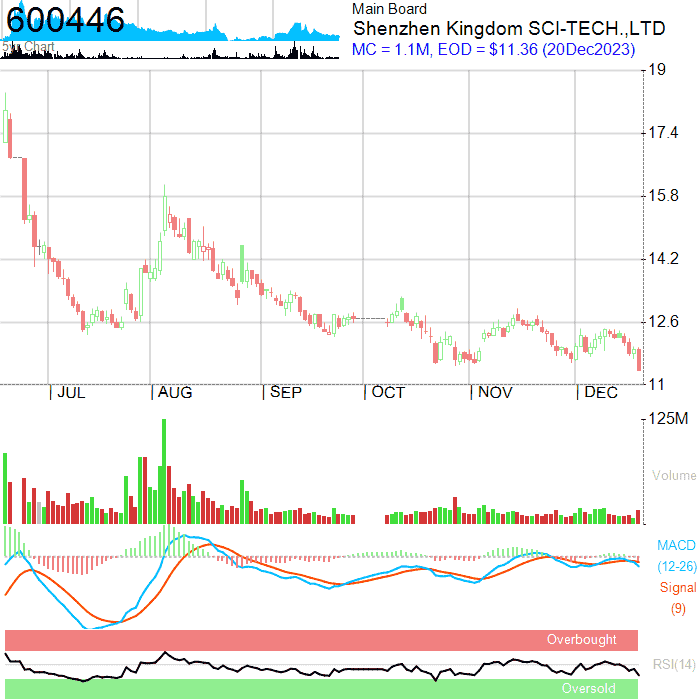 600446
5yr Chart
Main Board
Shenzhen Kingdom SCI-TECH.,LTD
MC = 1.1M, EOD = $11.36 (20Dec2023)
19
17.4
15.8
14.2
12.6
11
JUL
AUG
SEP
OCT
NOV
DEC
125M
Volume
MACD
(12-26)
Signal
(9)
Overbought
RSI(14)
Oversold